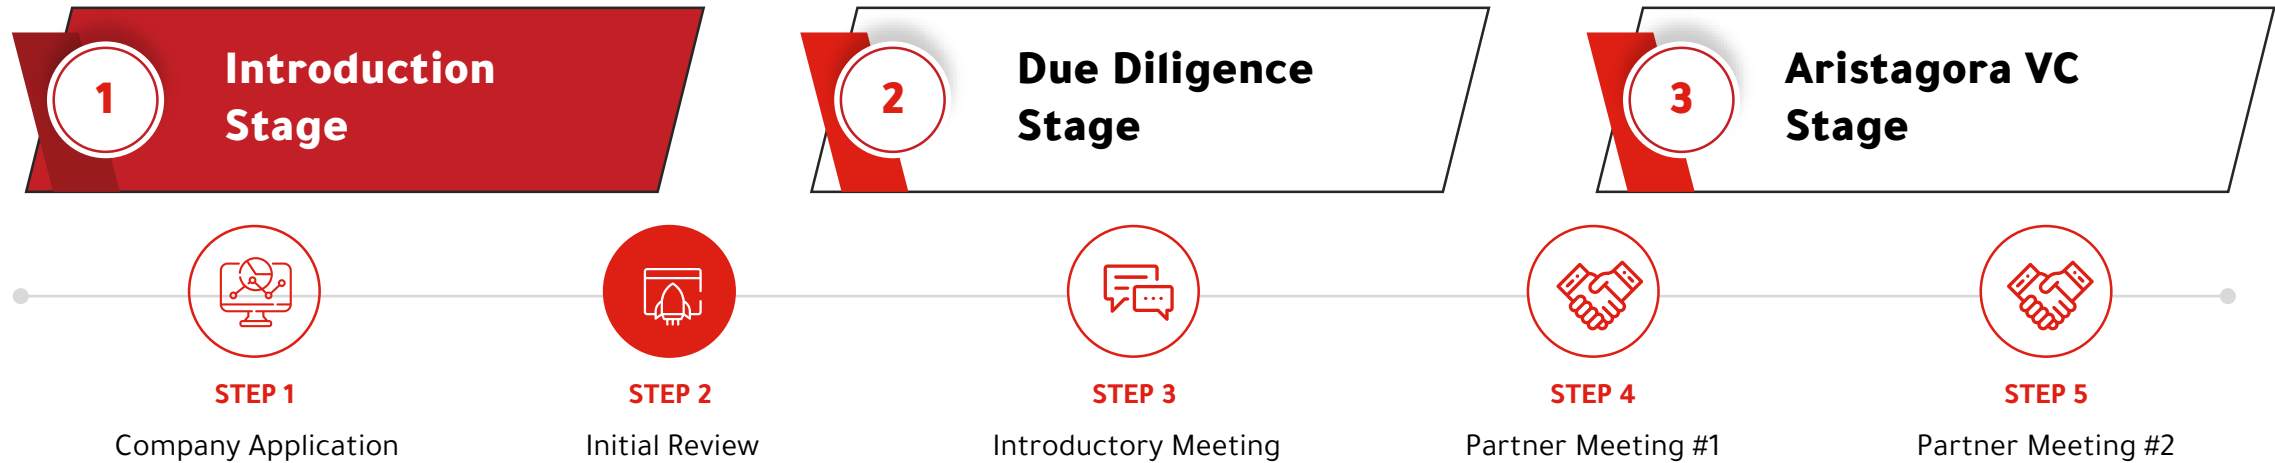 1
Introduction
Stage
2
Due Diligence
Stage
3
Aristagora VC
Stage
STEP 1
Company Application
STEP 2
Initial Review
STEP 3
Introductory Meeting
STEP 4
Partner Meeting #1
STEP 5
Partner Meeting #2